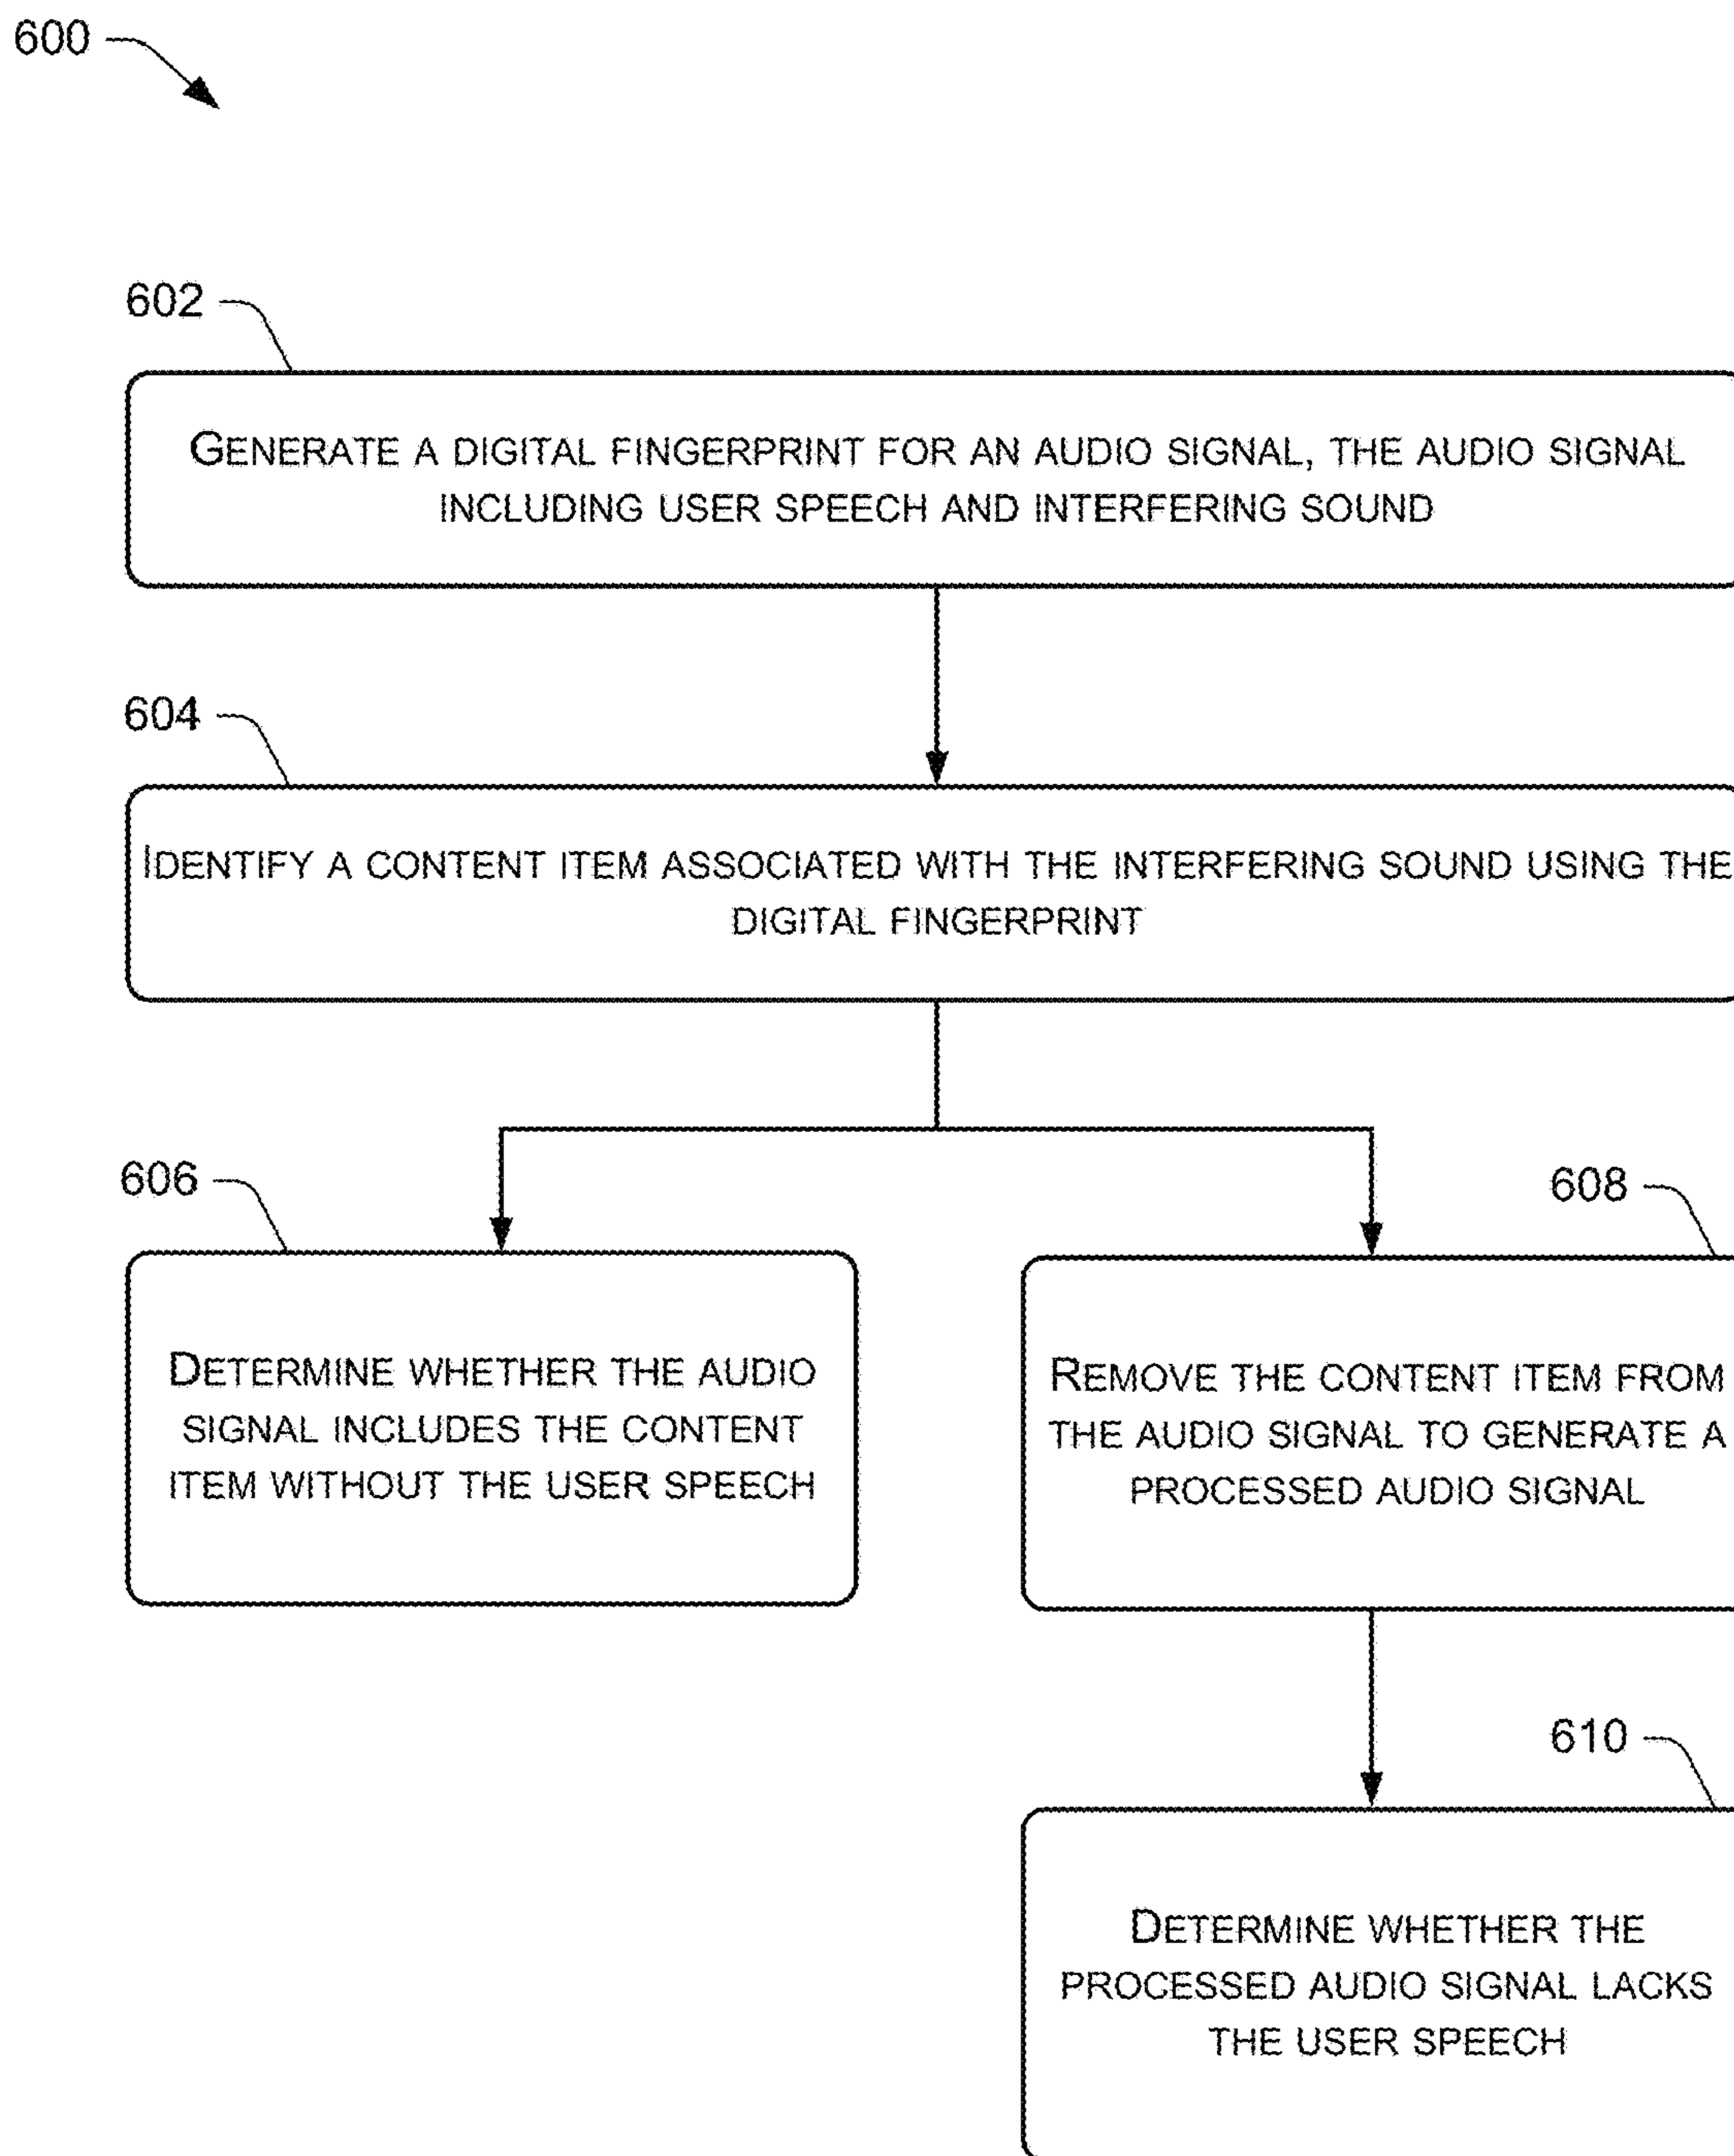 600
602
GENERATE A DIGITAL FINGERPRINT FOR AN AUDIO SIGNAL, THE AUDIO SIGNAL
INCLUDING USER SPEECH AND INTERFERING SOUND
604
IDENTIFY A CONTENT ITEM ASSOCIATED WITH THE INTERFERING SOUND USING THE
DIGITAL FINGERPRINT
606
DETERMINE WHETHER THE AUDIO
SIGNAL INCLUDES THE CONTENT
ITEM WITHOUT THE USER SPEECH
608
REMOVE THE CONTENT ITEM FROM
THE AUDIO SIGNAL TO GENERATE A
PROCESSED AUDIO SIGNAL
610
DETERMINE WHETHER THE
PROCESSED AUDIO SIGNAL LACKS
THE USER SPEECH